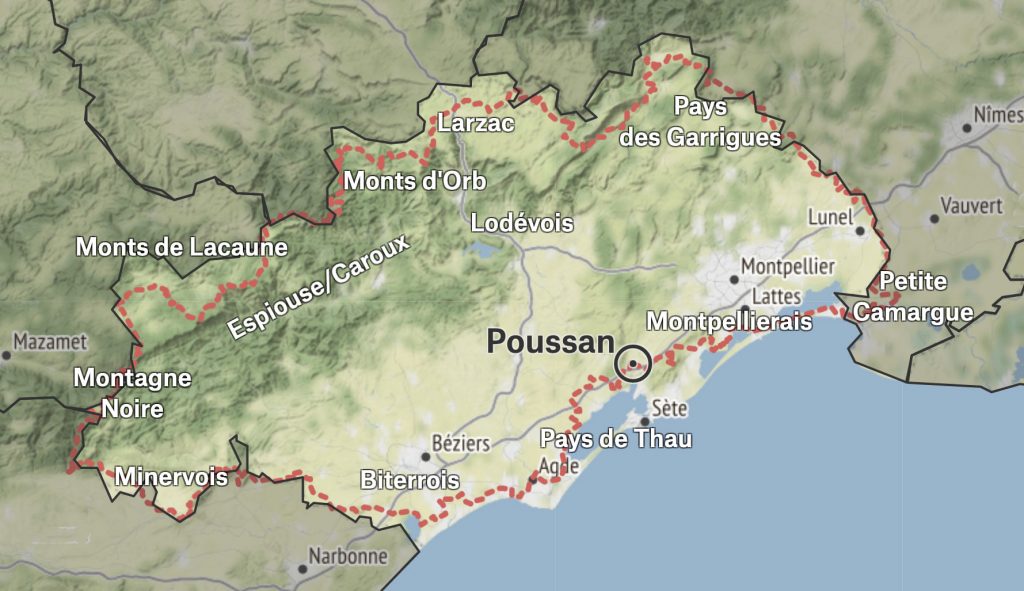 Pays
des Garrigues
Nîmes
Larzac
Monts d'Orb
Vauvert
Lunel
Lodévois
Monts de Lacaune
Espiouse/Caroux
Montpellier
Petite
Camargue
Lattes
Montpellierais
Mazamet
Poussan
Montagne
Noire
Sète
Pays de Thau
Béziers
Agde
Minervois
Biterrois
Narbonne